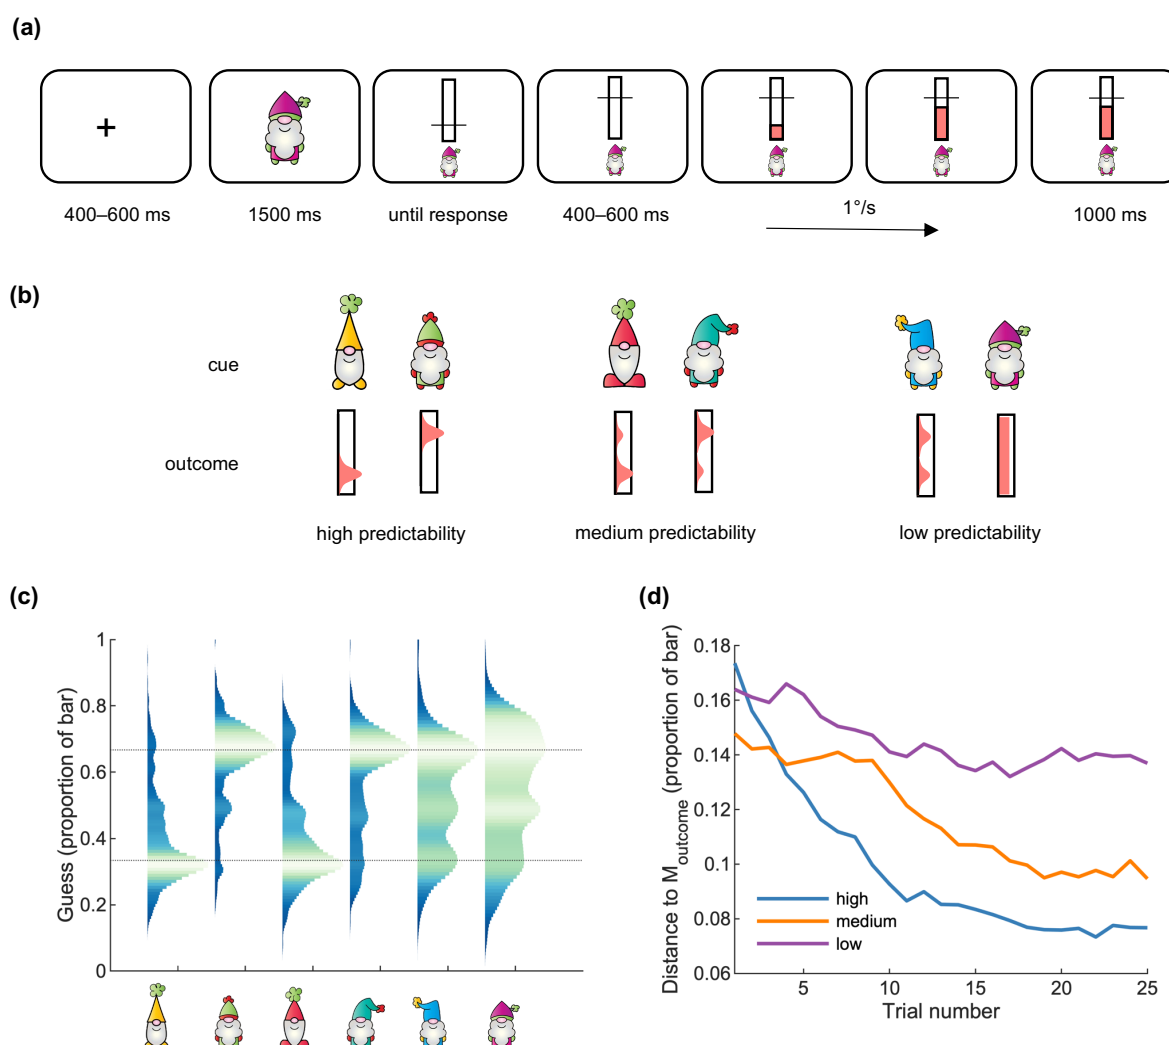 (a)
+
400–600 ms
1500 ms
until response
400–600 ms
1°/s
1000 ms
(b)
cue
outcome
high predictability
medium predictability
low predictability
(c)
Guess (proportion of bar)
1
0.8
0.6
0.4
0.2
0
(d)
Distance to M_outcome (proportion of bar)
0.18
0.16
0.14
0.12
0.1
0.08
0.06
high
medium
low
5
10
15
20
25
Trial number